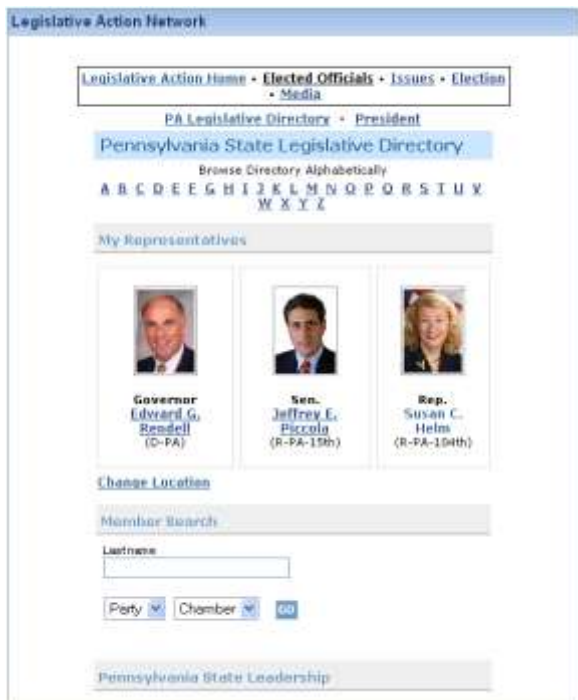 Legislative Action Network
Legislative Action Home • Elected Officials • Issues • Election
• Media
PA Legislative Directory • President
Pennsylvania State Legislative Directory
Browse Directory Alphabetically
A B C D E F G H I J K L M N O P Q R S T U V
W X Y Z
My Representatives
Governor
Edward G.
Rendell
(D-PA)
Sen.
Jeffrey E.
Piccola
(R-PA-15th)
Rep.
Susan C.
Helm
(R-PA-104th)
Change Location
Member Search
Lastname
Party Chamber GO
Pennsylvania State Leadership